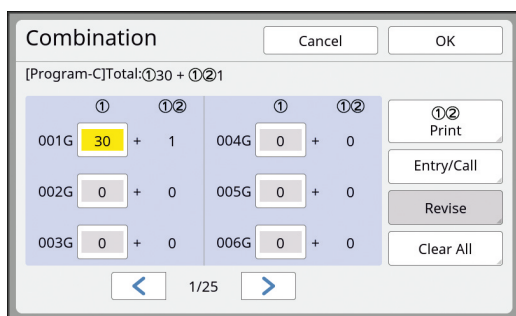 Combination
Cancel
OK
[Program-C]Total:①30 + ①②1
① ①② ① ①②
001G 30 + 1 004G 0 + 0
002G 0 + 0 005G 0 + 0
003G 0 + 0 006G 0 + 0
①②
Print
Entry/Call
Revise
Clear All
< 1/25 >